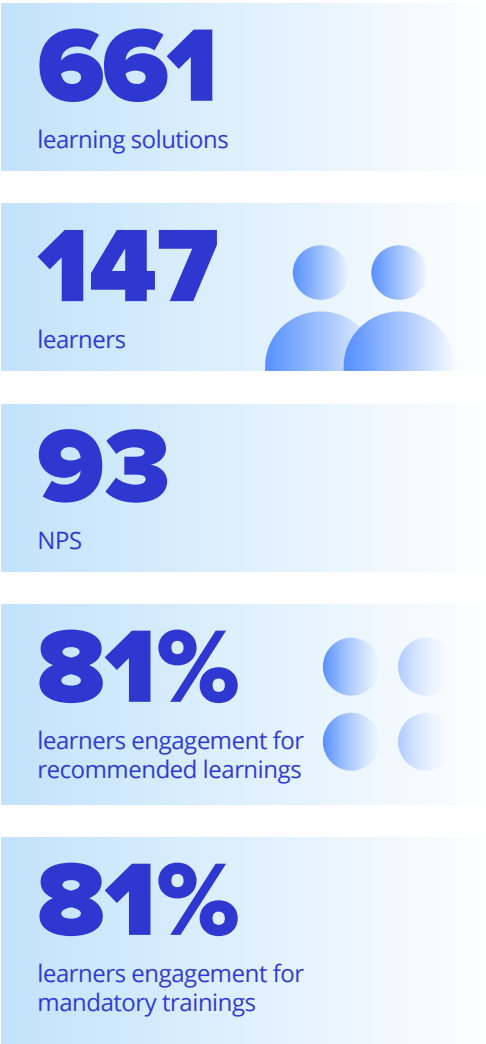 661
learning solutions
147
learners
93
NPS
81%
learners engagement for
recommended learnings
81%
learners engagement for
mandatory trainings